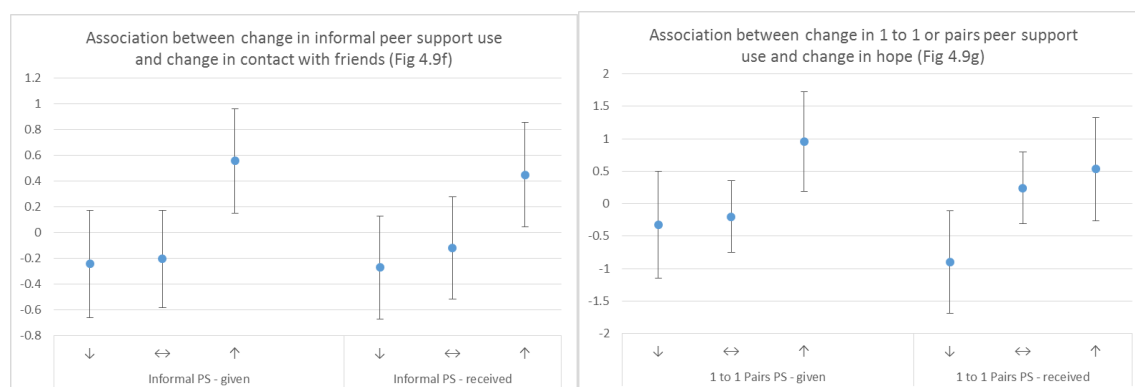 Association between change in informal peer support use
and change in contact with friends (Fig 4.9f)
1.2
1
0.8
0.6
0.4
0.2
0
-0.2
-0.4
-0.6
-0.8
↓ ↔ ↑ ↓ ↔ ↑
Informal PS - given Informal PS - received
Association between change in 1 to 1 or pairs peer support
use and change in hope (Fig 4.9g)
2
1.5
1
0.5
0
-0.5
-1
-1.5
-2
↓ ↔ ↑ ↓ ↔ ↑
1 to 1 Pairs PS - given 1 to 1 Pairs PS - received